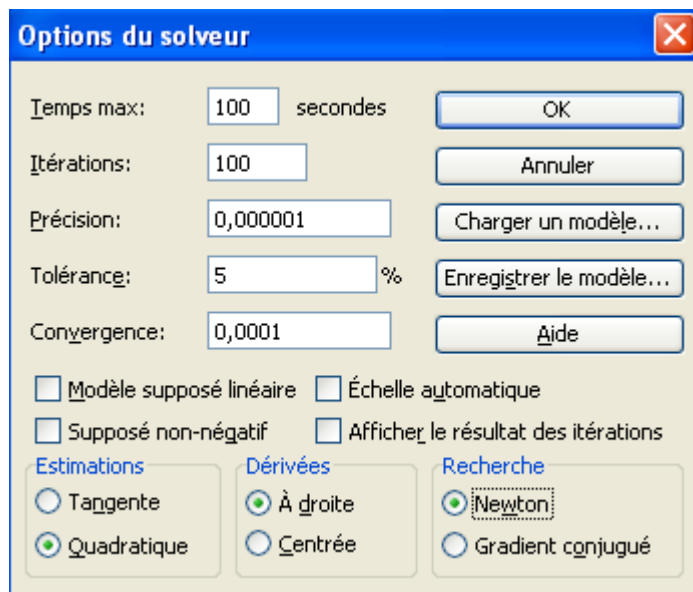 Options du solveur
Temps max: 100 secondes OK
Itérations: 100 Annuler
Précision: 0,000001 Charger un modèle...
Tolérance: 5 % Enregistrer le modèle...
Convergence: 0,0001 Aide
Modèle supposé linéaire Échelle automatique
Supposé non-négatif Afficher le résultat des itérations
Estimations Dérivées Recherche
Tangente À droite Newton
Quadratique Centrée Gradient conjugué